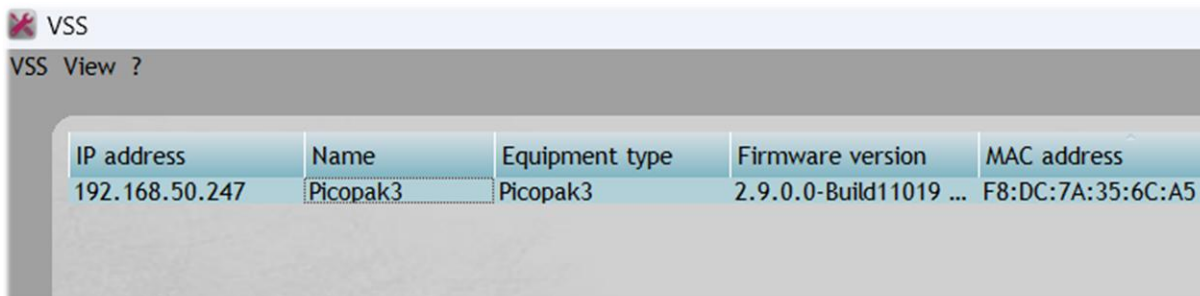 VSS
VSS View ?
IP address Name Equipment type Firmware version MAC address
192.168.50.247 Picopak3 Picopak3 2.9.0.0-Build11019 ... F8:DC:7A:35:6C:A5